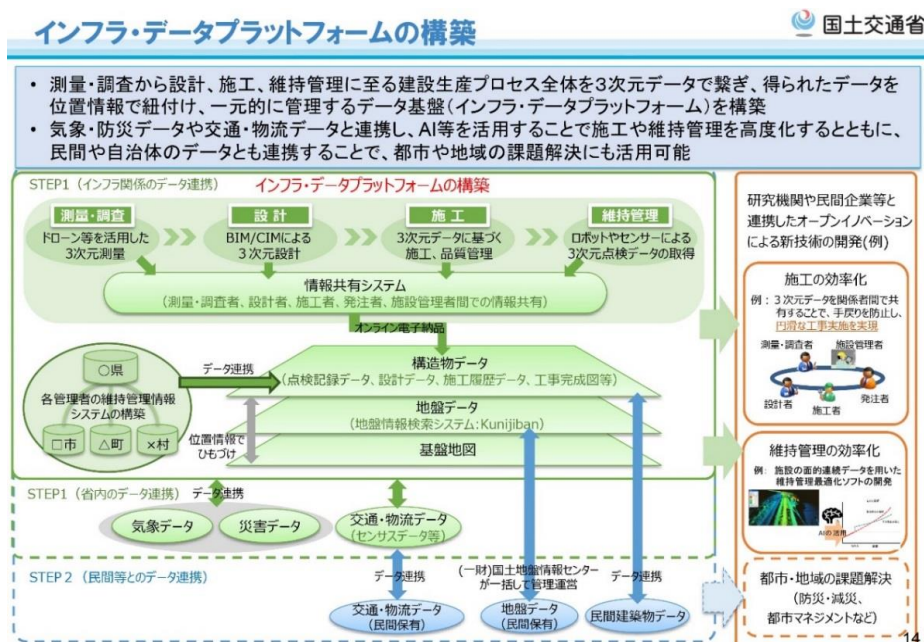 インフラ・データプラットフォームの構築
国土交通省
• 測量・調査から設計、施工、維持管理に至る建設生産プロセス全体を3次元データで繋ぎ、得られたデータを
位置情報で紐付け、一元的に管理するデータ基盤(インフラ・データプラットフォーム)を構築
• 気象・防災データや交通・物流データと連携し、AI等を活用することで施工や維持管理を高度化するとともに、
民間や自治体のデータとも連携することで、都市や地域の課題解決にも活用可能
STEP1(インフラ関係のデータ連携)
インフラ・データプラットフォームの構築
測量・調査
ドローン等を活用した
3次元測量
設計
BIM/CIMによる
3次元設計
施工
3次元データに基づく
施工、品質管理
維持管理
ロボットやセンサーによる
3次元点検データの取得
情報共有システム
(測量・調査者、設計者、施工者、発注者、施設管理者間での情報共有)
オンライン電子納品
○県
各管理者の維持管理情報
システムの構築
□市
△町
×村
データ連携
位置情報で
ひもづけ
構造物データ
(点検記録データ、設計データ、施工履歴データ、工事完成図等)
地盤データ
(地盤情報検索システム:Kunijiban)
基盤地図
STEP1(省内のデータ連携)
データ連携
気象データ
災害データ
交通・物流データ
(センサスデータ等)
STEP2(民間等とのデータ連携)
データ連携
(一財)国土地盤情報センター
が一括して管理運営
データ連携
交通・物流データ
(民間保有)
地盤データ
(民間保有)
民間建築物データ
研究機関や民間企業等と
連携したオープンイノベーション
による新技術の開発(例)
施工の効率化
例:3次元データを関係者間で共
有することで、手戻りを防止し、
円滑な工事実施を実現
測量・調査者
施設管理者
設計者
施工者
発注者
維持管理の効率化
例: 施設の面的連続データを用いた
維持管理最適化ソフトの開発
AIの活用
都市・地域の課題解決
(防災・減災、
都市マネジメントなど)
14